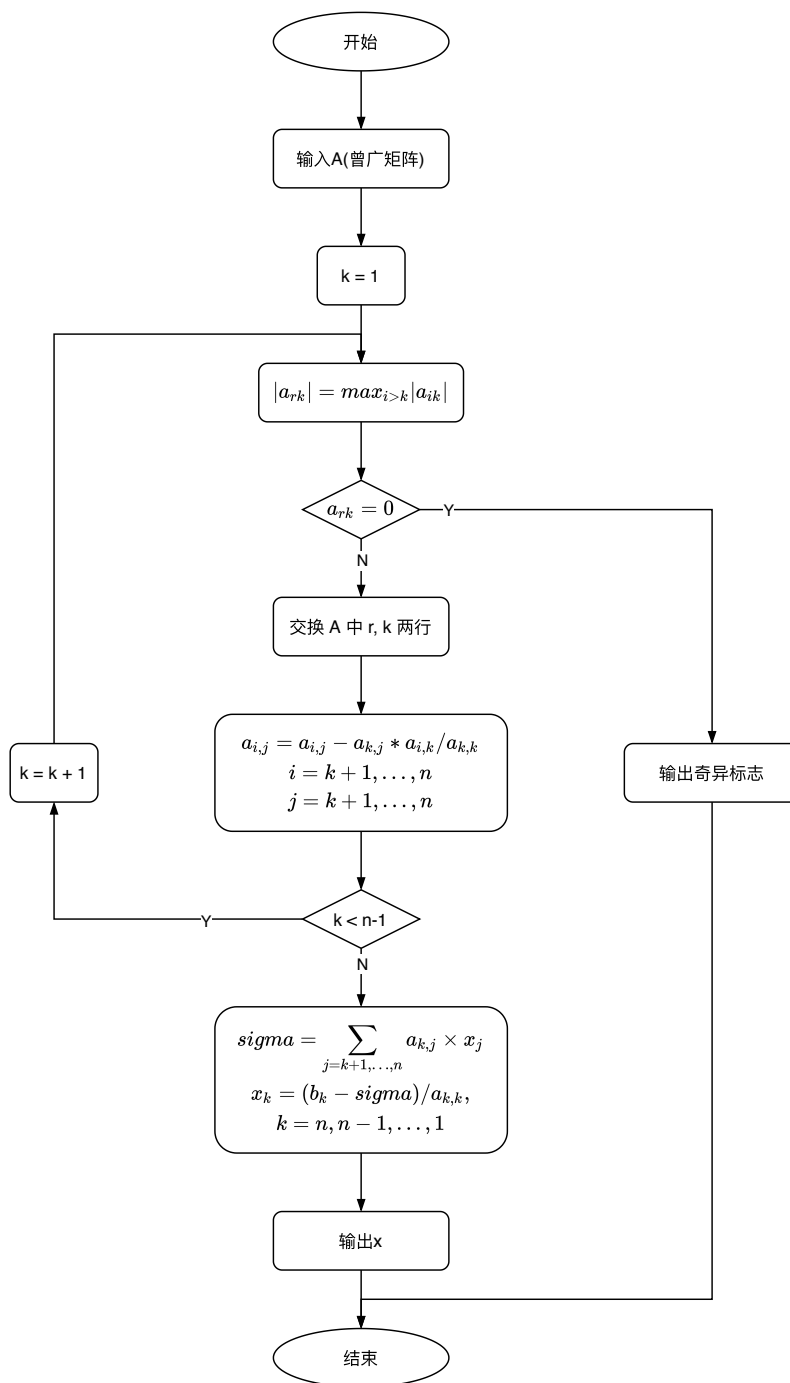 开始
输入A(曾广矩阵)
k = 1
|a_{rk}| = max_{i>k}|a_{ik}|
a_{rk} = 0
Y
N
交换 A 中 r, k 两行
a_{i,j} = a_{i,j} - a_{k,j} * a_{i,k}/a_{k,k}
i = k + 1, . . . , n
j = k + 1, . . . , n
k = k + 1
输出奇异标志
k < n-1
Y
N
sigma = \sum_{j=k+1,...,n} a_{k,j} × x_j
x_k = (b_k - sigma)/a_{k,k},
k = n, n - 1, . . . , 1
输出x
结束